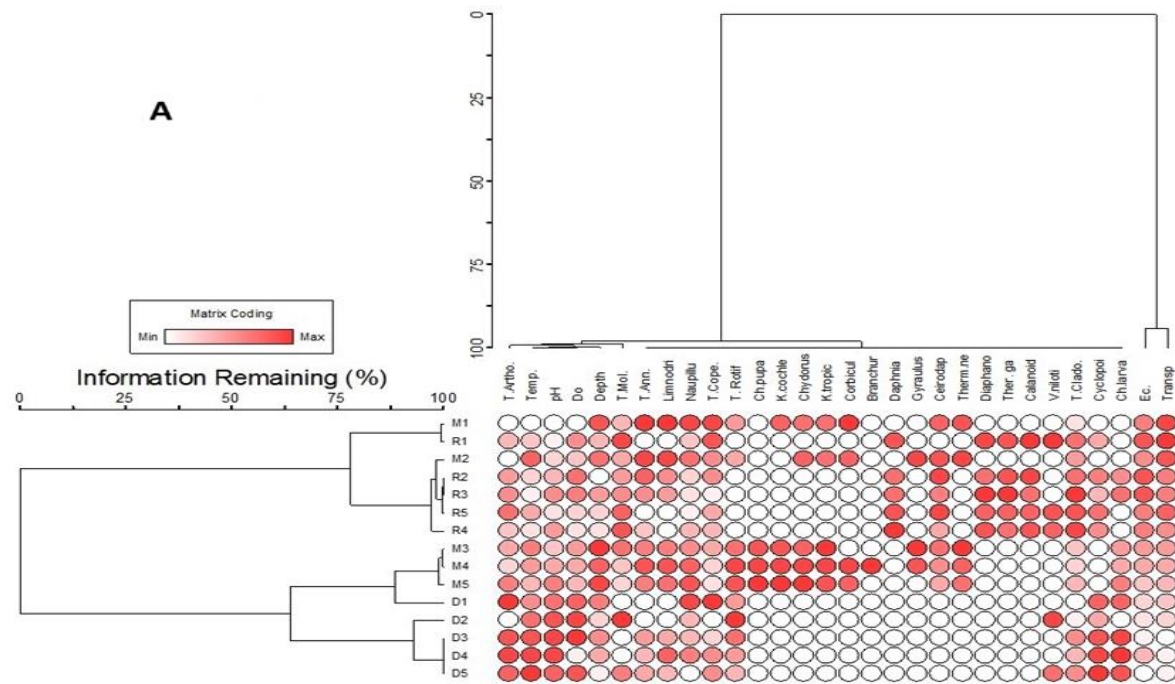 A
0
25
50
75
100
Matrix Coding
Min Max
Information Remaining (%)
0 25 50 75 100
T.Artho. Temp. pH Do Depth T.Mol. T.Ann. Limnodri Naupilu T.Cope. T.Rotif Ch.pupa K.cochle Chydorus K.tropic Corbicul Branchur Daphnia Gyraulus Ceirodap Therm.ne Diaphano Ther. ga Calanoid V.niloti T.Clado. Cyclopoi Ch.larva Ec. Transp
M1
R1
M2
R2
R3
R5
R4
M3
M4
M5
D1
D2
D3
D4
D5